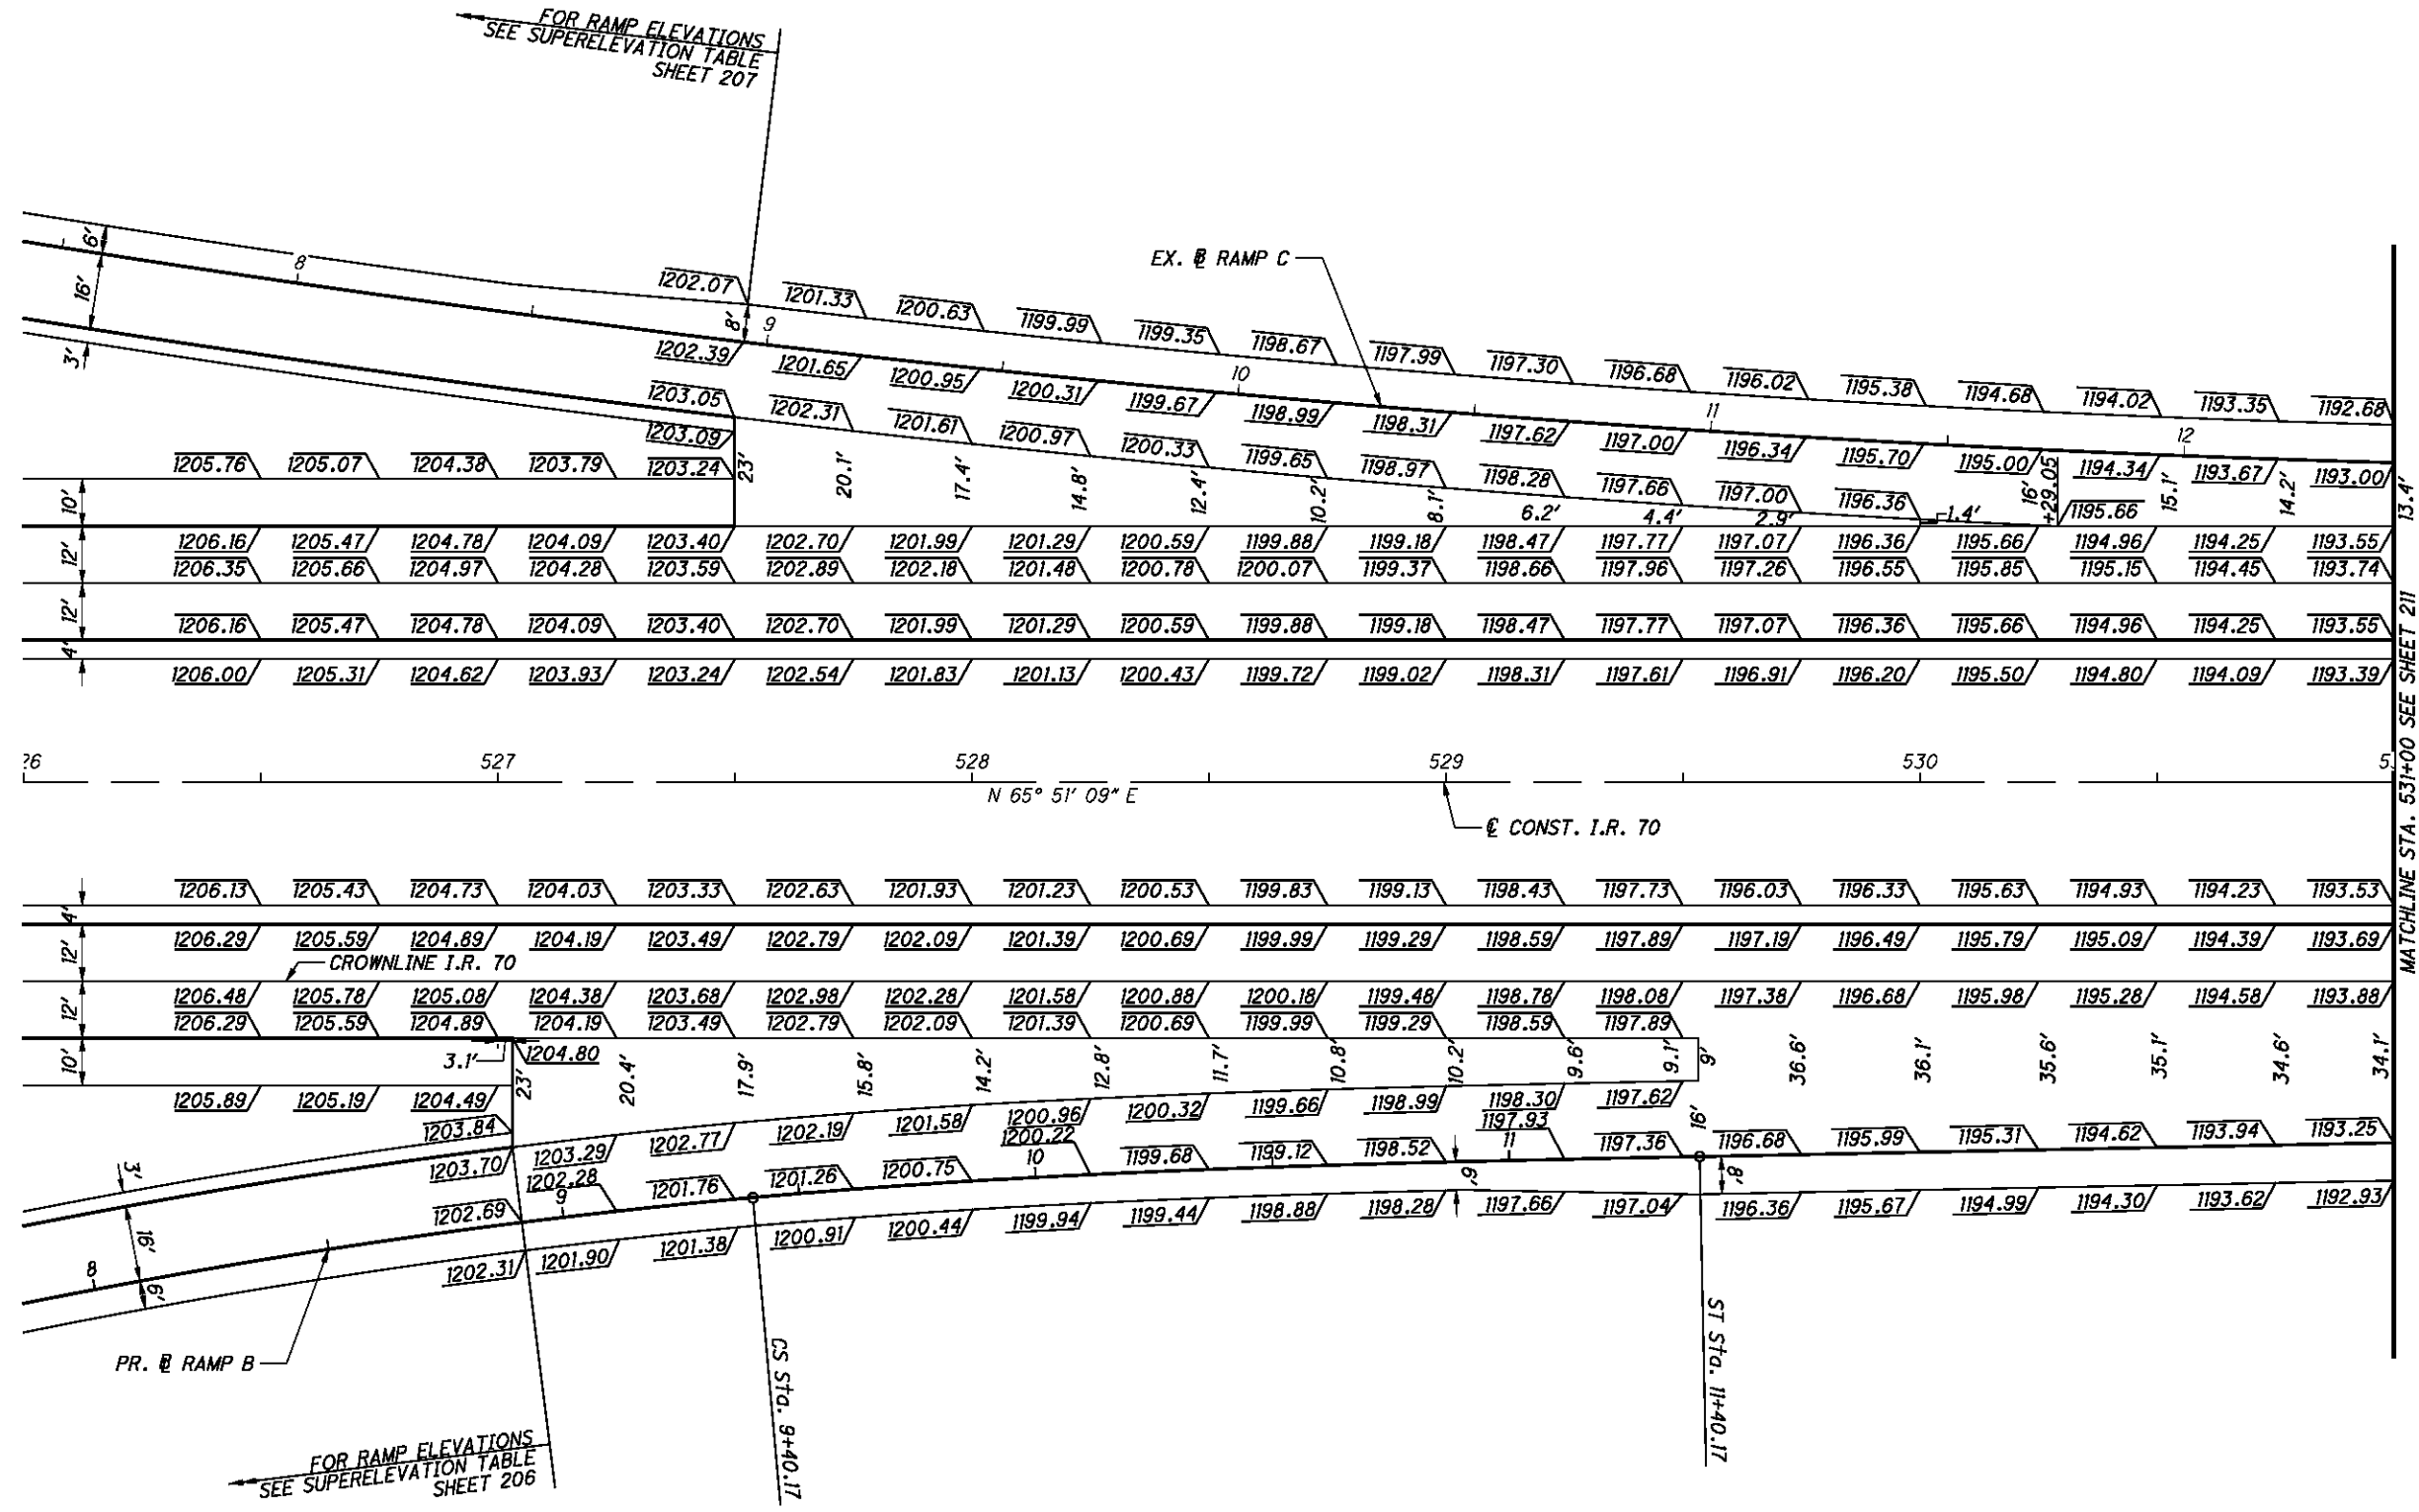 FOR RAMP ELEVATIONS
SEE SUPERELEVATION TABLE
SHEET 207
6'
16'
3'
8
EX. ℄ RAMP C
1202.07 1201.33 1200.63 1199.99 1199.35 1198.67 1197.99 1197.30 1196.68 1196.02 1195.38 1194.68 1194.02 1193.35 1192.68
8' 9 10 11 12
1202.39 1201.65 1200.95 1200.31 1199.67 1198.99 1198.31 1197.62 1197.00 1196.34 1195.70 1195.00 1194.34 1193.67 1193.00
1203.05 1202.31 1201.61 1200.97 1200.33 1199.65 1198.97 1198.28 1197.66 1197.00 1196.36 1195.66
1203.09
1205.76 1205.07 1204.38 1203.79 1203.24
23' 20.1' 17.4' 14.8' 12.4' 10.2' 8.1' 6.2' 4.4' 2.9' 1.4' 16' +29.05 15.1' 14.2' 13.4'
10'
1206.16 1205.47 1204.78 1204.09 1203.40 1202.70 1201.99 1201.29 1200.59 1199.88 1199.18 1198.47 1197.77 1197.07 1196.36 1195.66 1194.96 1194.25 1193.55
12'
1206.35 1205.66 1204.97 1204.28 1203.59 1202.89 1202.18 1201.48 1200.78 1200.07 1199.37 1198.66 1197.96 1197.26 1196.55 1195.85 1195.15 1194.45 1193.74
12'
1206.16 1205.47 1204.78 1204.09 1203.40 1202.70 1201.99 1201.29 1200.59 1199.88 1199.18 1198.47 1197.77 1197.07 1196.36 1195.66 1194.96 1194.25 1193.55
4'
1206.00 1205.31 1204.62 1203.93 1203.24 1202.54 1201.83 1201.13 1200.43 1199.72 1199.02 1198.31 1197.61 1196.91 1196.20 1195.50 1194.80 1194.09 1193.39
MATCHLINE STA. 531+00 SEE SHEET 211
26 527 528 529 530 5
N 65° 51' 09" E
℄ CONST. I.R. 70
1206.13 1205.43 1204.73 1204.03 1203.33 1202.63 1201.93 1201.23 1200.53 1199.83 1199.13 1198.43 1197.73 1196.03 1196.33 1195.63 1194.93 1194.23 1193.53
4'
1206.29 1205.59 1204.89 1204.19 1203.49 1202.79 1202.09 1201.39 1200.69 1199.99 1199.29 1198.59 1197.89 1197.19 1196.49 1195.79 1195.09 1194.39 1193.69
12'
CROWNLINE I.R. 70
1206.48 1205.78 1205.08 1204.38 1203.68 1202.98 1202.28 1201.58 1200.88 1200.18 1199.48 1198.78 1198.08 1197.38 1196.68 1195.98 1195.28 1194.58 1193.88
12'
1206.29 1205.59 1204.89 1204.19 1203.49 1202.79 1202.09 1201.39 1200.69 1199.99 1199.29 1198.59 1197.89
10'
3.1' 1204.80
23' 20.4' 17.9' 15.8' 14.2' 12.8' 11.7' 10.8' 10.2' 9.6' 9.1' 9' 36.6' 36.1' 35.6' 35.1' 34.6' 34.1'
1205.89 1205.19 1204.49
1203.84
1203.70 1203.29 1202.77 1202.19 1201.58 1200.96 1200.32 1199.66 1198.99 1198.30 1197.62
16'
1202.69 1202.28 1201.76 1201.26 1200.75 1200.22 1199.68 1199.12 1198.52 1197.93 1197.36 1196.68 1195.99 1195.31 1194.62 1193.94 1193.25
8 9 10 11
3'
16'
6'
6'
8'
1202.31 1201.90 1201.38 1200.91 1200.44 1199.94 1199.44 1198.88 1198.28 1197.66 1197.04 1196.36 1195.67 1194.99 1194.30 1193.62 1192.93
PR. ℄ RAMP B
CS Sta. 9+40.17
ST Sta. 11+40.17
FOR RAMP ELEVATIONS
SEE SUPERELEVATION TABLE
SHEET 206